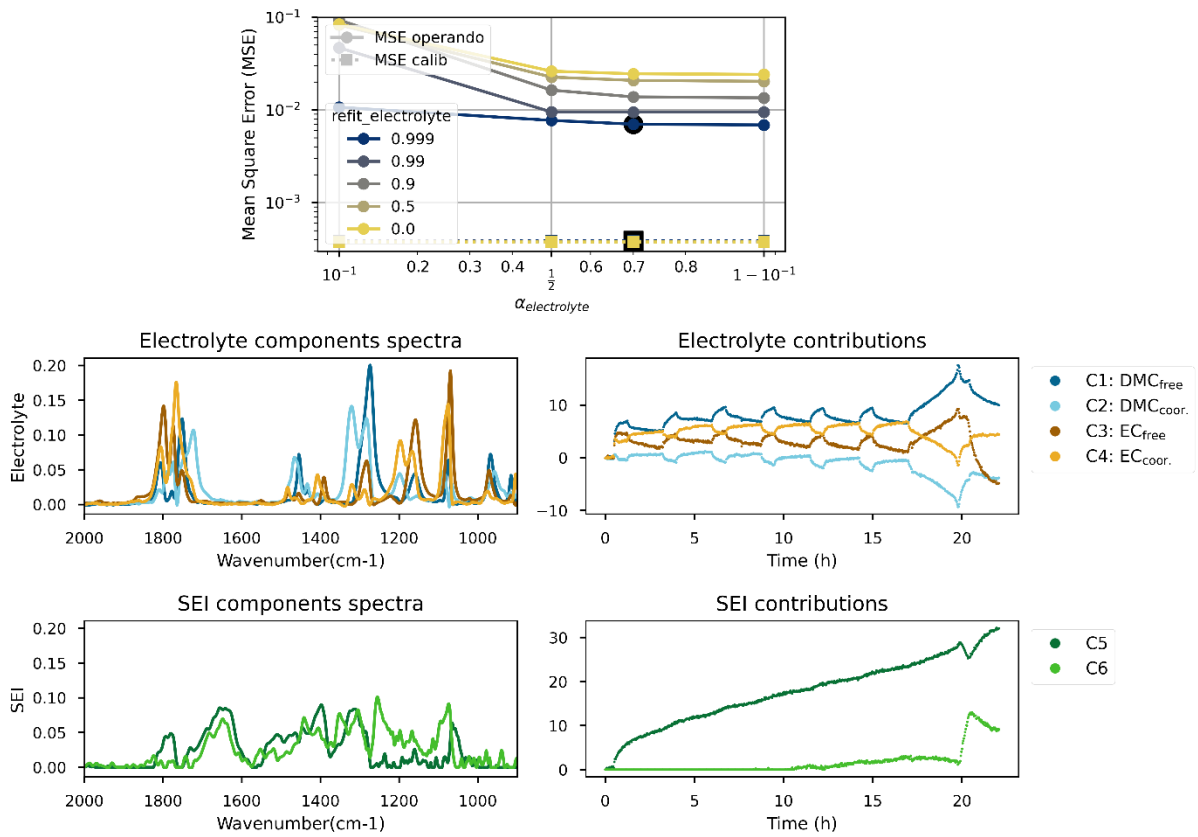 Mean Square Error (MSE)
10⁻¹
10⁻²
10⁻³
MSE operando
MSE calib
refit_electrolyte
0.999
0.99
0.9
0.5
0.0
10⁻¹ 0.2 0.3 0.4 ½ 0.6 0.7 0.8 1 − 10⁻¹
α_electrolyte
Electrolyte components spectra
Electrolyte
0.20
0.15
0.10
0.05
0.00
2000 1800 1600 1400 1200 1000
Wavenumber(cm-1)
Electrolyte contributions
10
0
−10
0 5 10 15 20
Time (h)
C1: DMC_free
C2: DMC_coor.
C3: EC_free
C4: EC_coor.
SEI components spectra
SEI
0.20
0.15
0.10
0.05
0.00
2000 1800 1600 1400 1200 1000
Wavenumber(cm-1)
SEI contributions
30
20
10
0
0 5 10 15 20
Time (h)
C5
C6